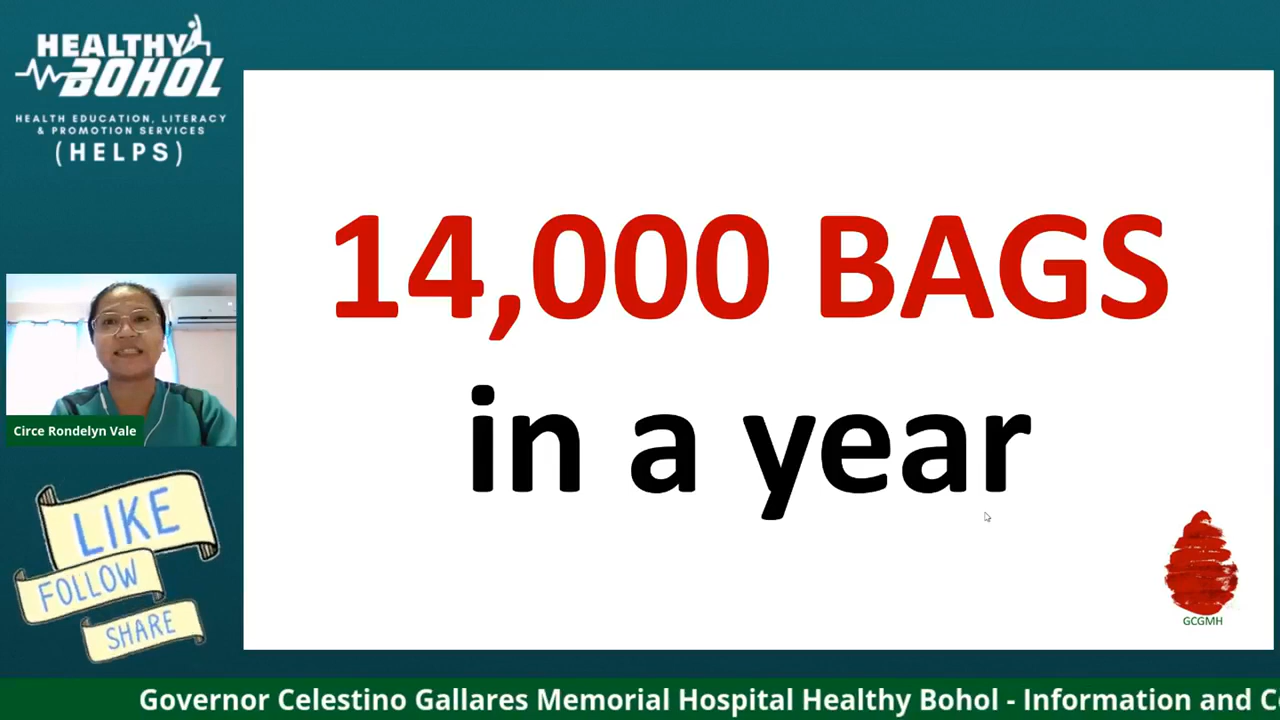 HEALTHY
BOHOL
HEALTH EDUCATION, LITERACY
& PROMOTION SERVICES
(HELPS)
14,000 BAGS
in a year
Circe Rondelyn Vale
LIKE
FOLLOW
SHARE
GCGMH
Governor Celestino Gallares Memorial Hospital Healthy Bohol - Information and